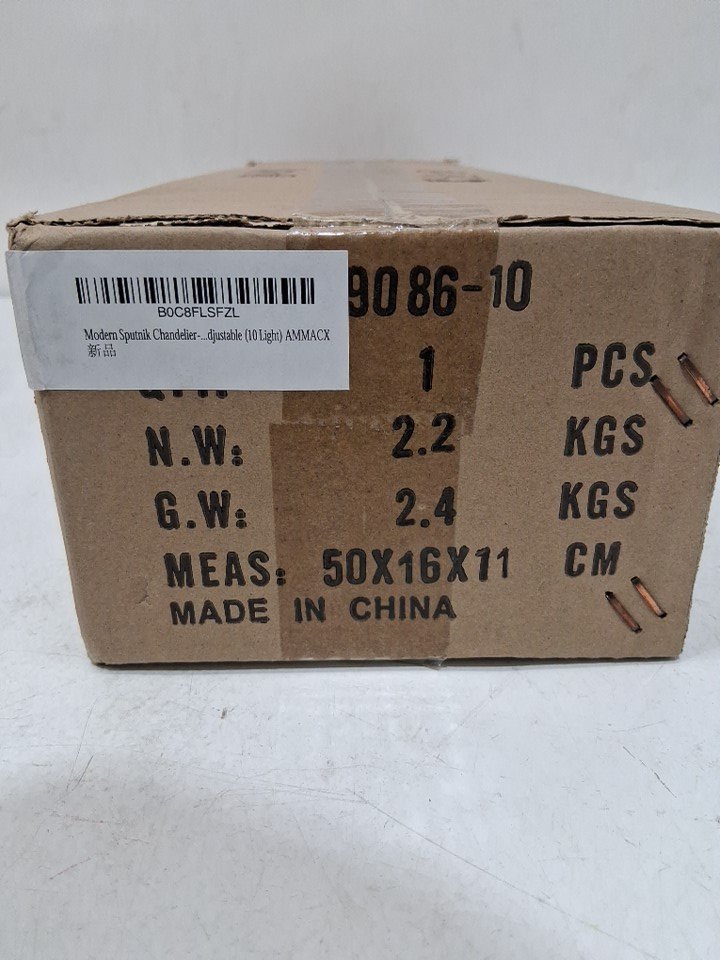 B0C8FLSFZL
Modern Sputnik Chandelier-...djustable (10 Light) AMMACX
新品
9086-10
1 PCS
N.W: 2.2 KGS
G.W: 2.4 KGS
MEAS: 50X16X11 CM
MADE IN CHINA